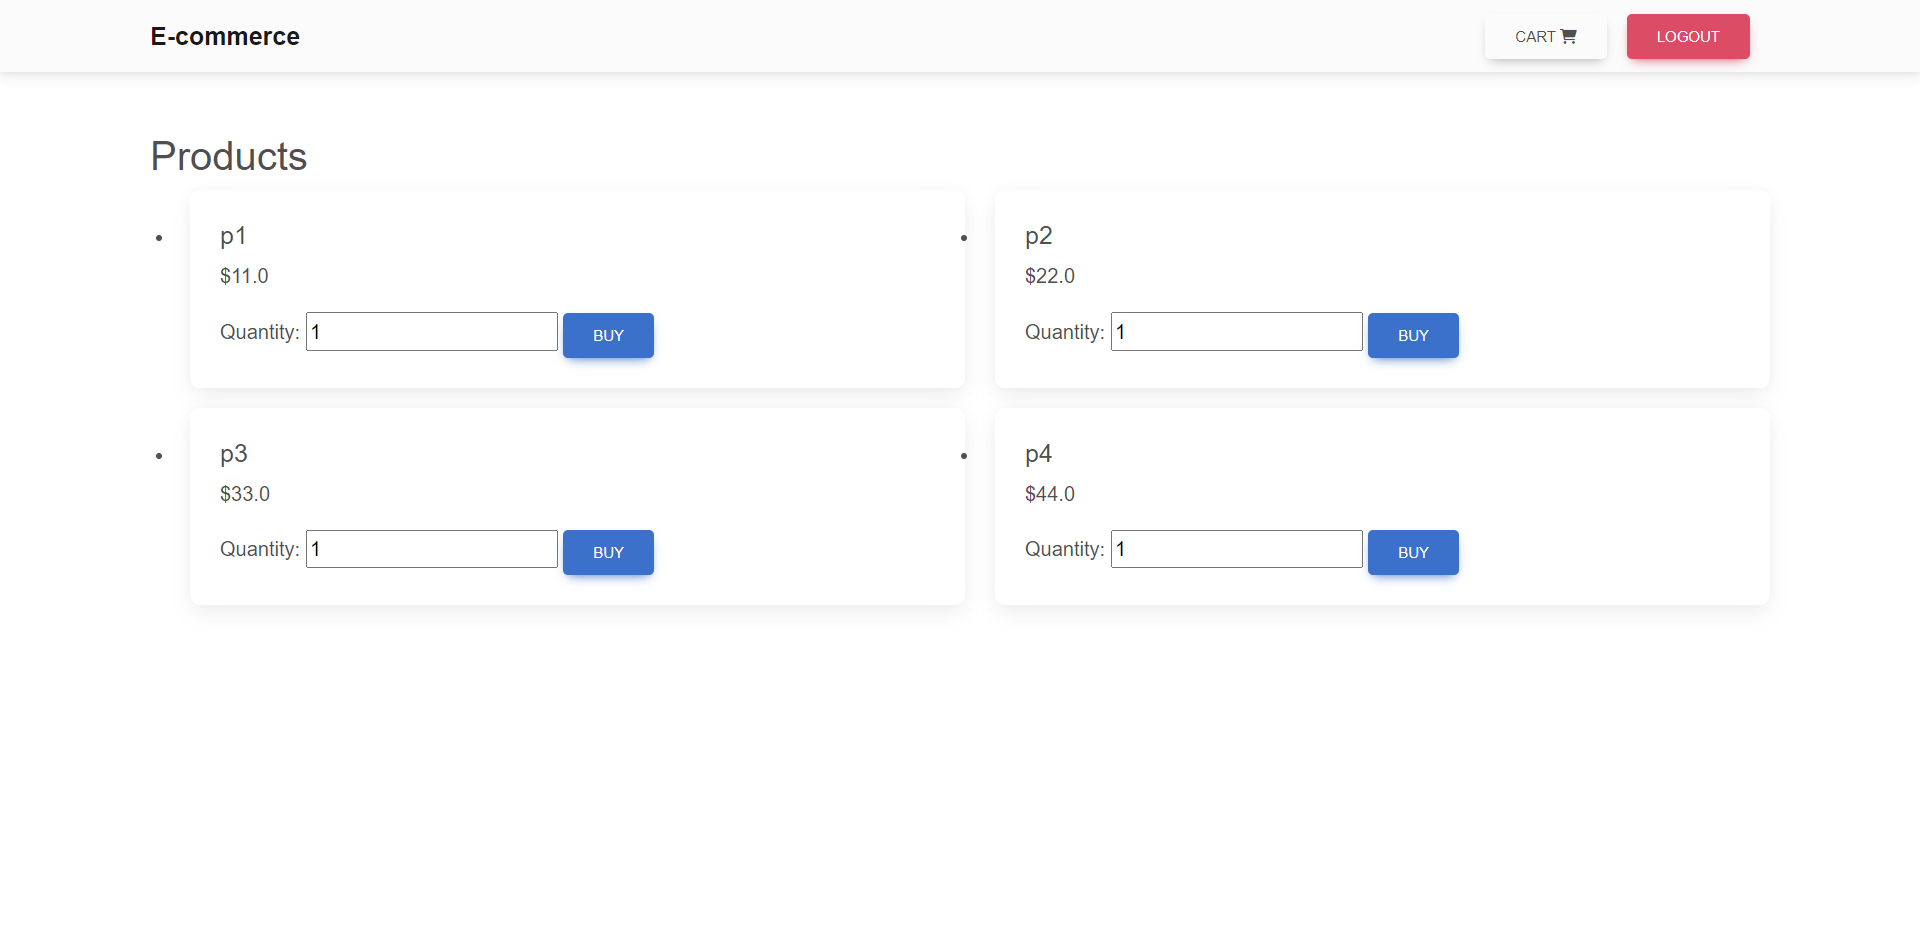 E-commerce
CART
LOGOUT
Products
p1
$11.0
Quantity: 1 BUY
p2
$22.0
Quantity: 1 BUY
p3
$33.0
Quantity: 1 BUY
p4
$44.0
Quantity: 1 BUY